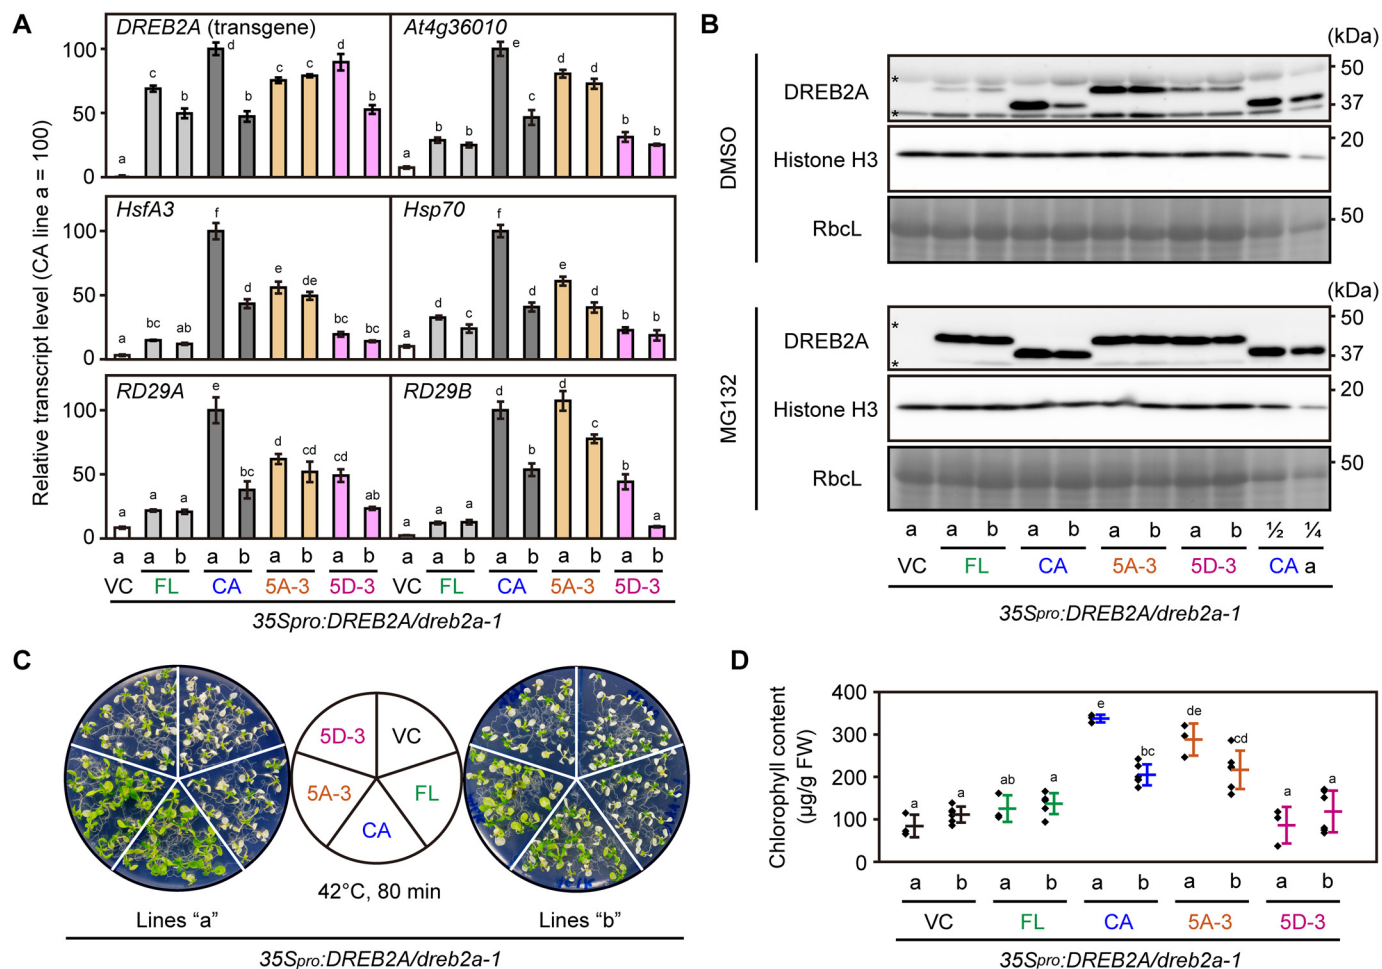 A
Relative transcript level (CA line a = 100)
DREB2A (transgene)
At4g36010
100
50
0
a c b d b c c d b
a b b e c d d b b
HsfA3
Hsp70
100
50
0
a bc ab f d e de bc bc
a d c f d e d b b
RD29A
RD29B
100
50
0
a a a e bc d cd cd ab
a a a d b d c b a
a a b a b a b a b a a b a b a b a b
VC FL CA 5A-3 5D-3 VC FL CA 5A-3 5D-3
35Spro:DREB2A/dreb2a-1
B
(kDa)
DMSO
DREB2A
*
*
50
37
Histone H3
20
RbcL
50
(kDa)
MG132
DREB2A
*
*
50
37
Histone H3
20
RbcL
50
a a b a b a b a b ½ ¼
VC FL CA 5A-3 5D-3 CA a
35Spro:DREB2A/dreb2a-1
C
5D-3
VC
5A-3
FL
CA
42°C, 80 min
Lines “a”
Lines “b”
35Spro:DREB2A/dreb2a-1
D
Chlorophyll content
(µg/g FW)
400
300
200
100
0
a a ab a e bc de cd a a
a b a b a b a b a b
VC FL CA 5A-3 5D-3
35Spro:DREB2A/dreb2a-1